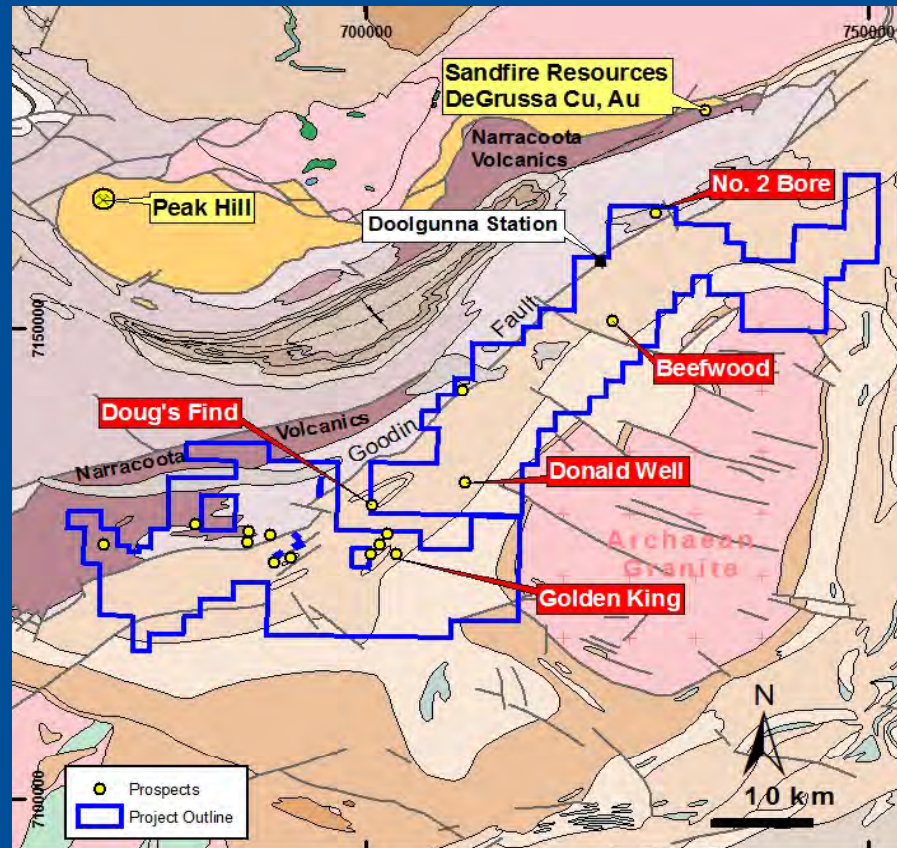 700000
750000
Sandfire Resources
DeGrussa Cu, Au
Narracoota
Volcanics
No. 2 Bore
Peak Hill
Doolgunna Station
7150000
Fault
Beefwood
Doug's Find
Volcanics
Narracoota
Goodin
Donald Well
Archaean
Granite
Golden King
N
7100000
Prospects
Project Outline
10 km